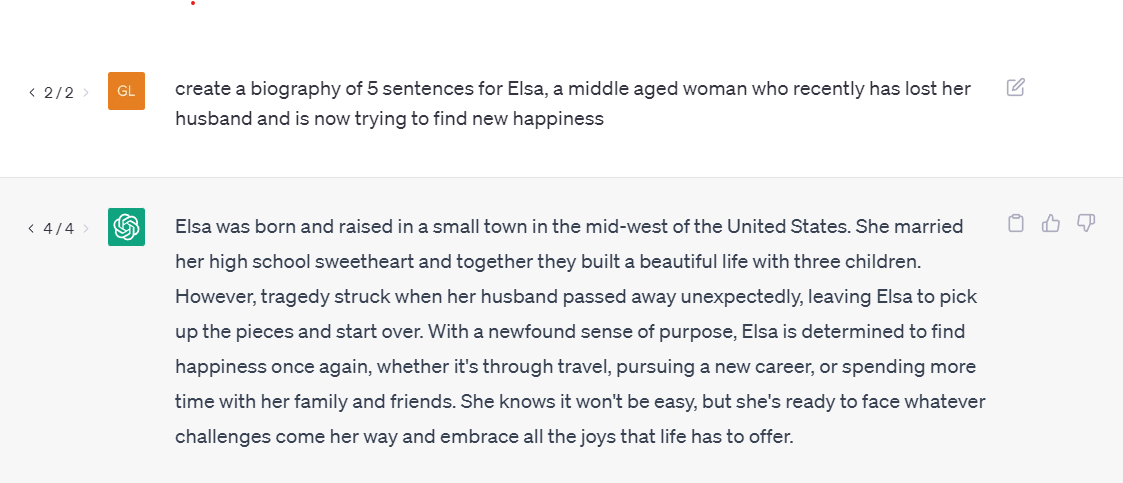 < 2 / 2 >
GL
create a biography of 5 sentences for Elsa, a middle aged woman who recently has lost her
husband and is now trying to find new happiness
< 4 / 4 >
Elsa was born and raised in a small town in the mid-west of the United States. She married
her high school sweetheart and together they built a beautiful life with three children.
However, tragedy struck when her husband passed away unexpectedly, leaving Elsa to pick
up the pieces and start over. With a newfound sense of purpose, Elsa is determined to find
happiness once again, whether it's through travel, pursuing a new career, or spending more
time with her family and friends. She knows it won't be easy, but she's ready to face whatever
challenges come her way and embrace all the joys that life has to offer.